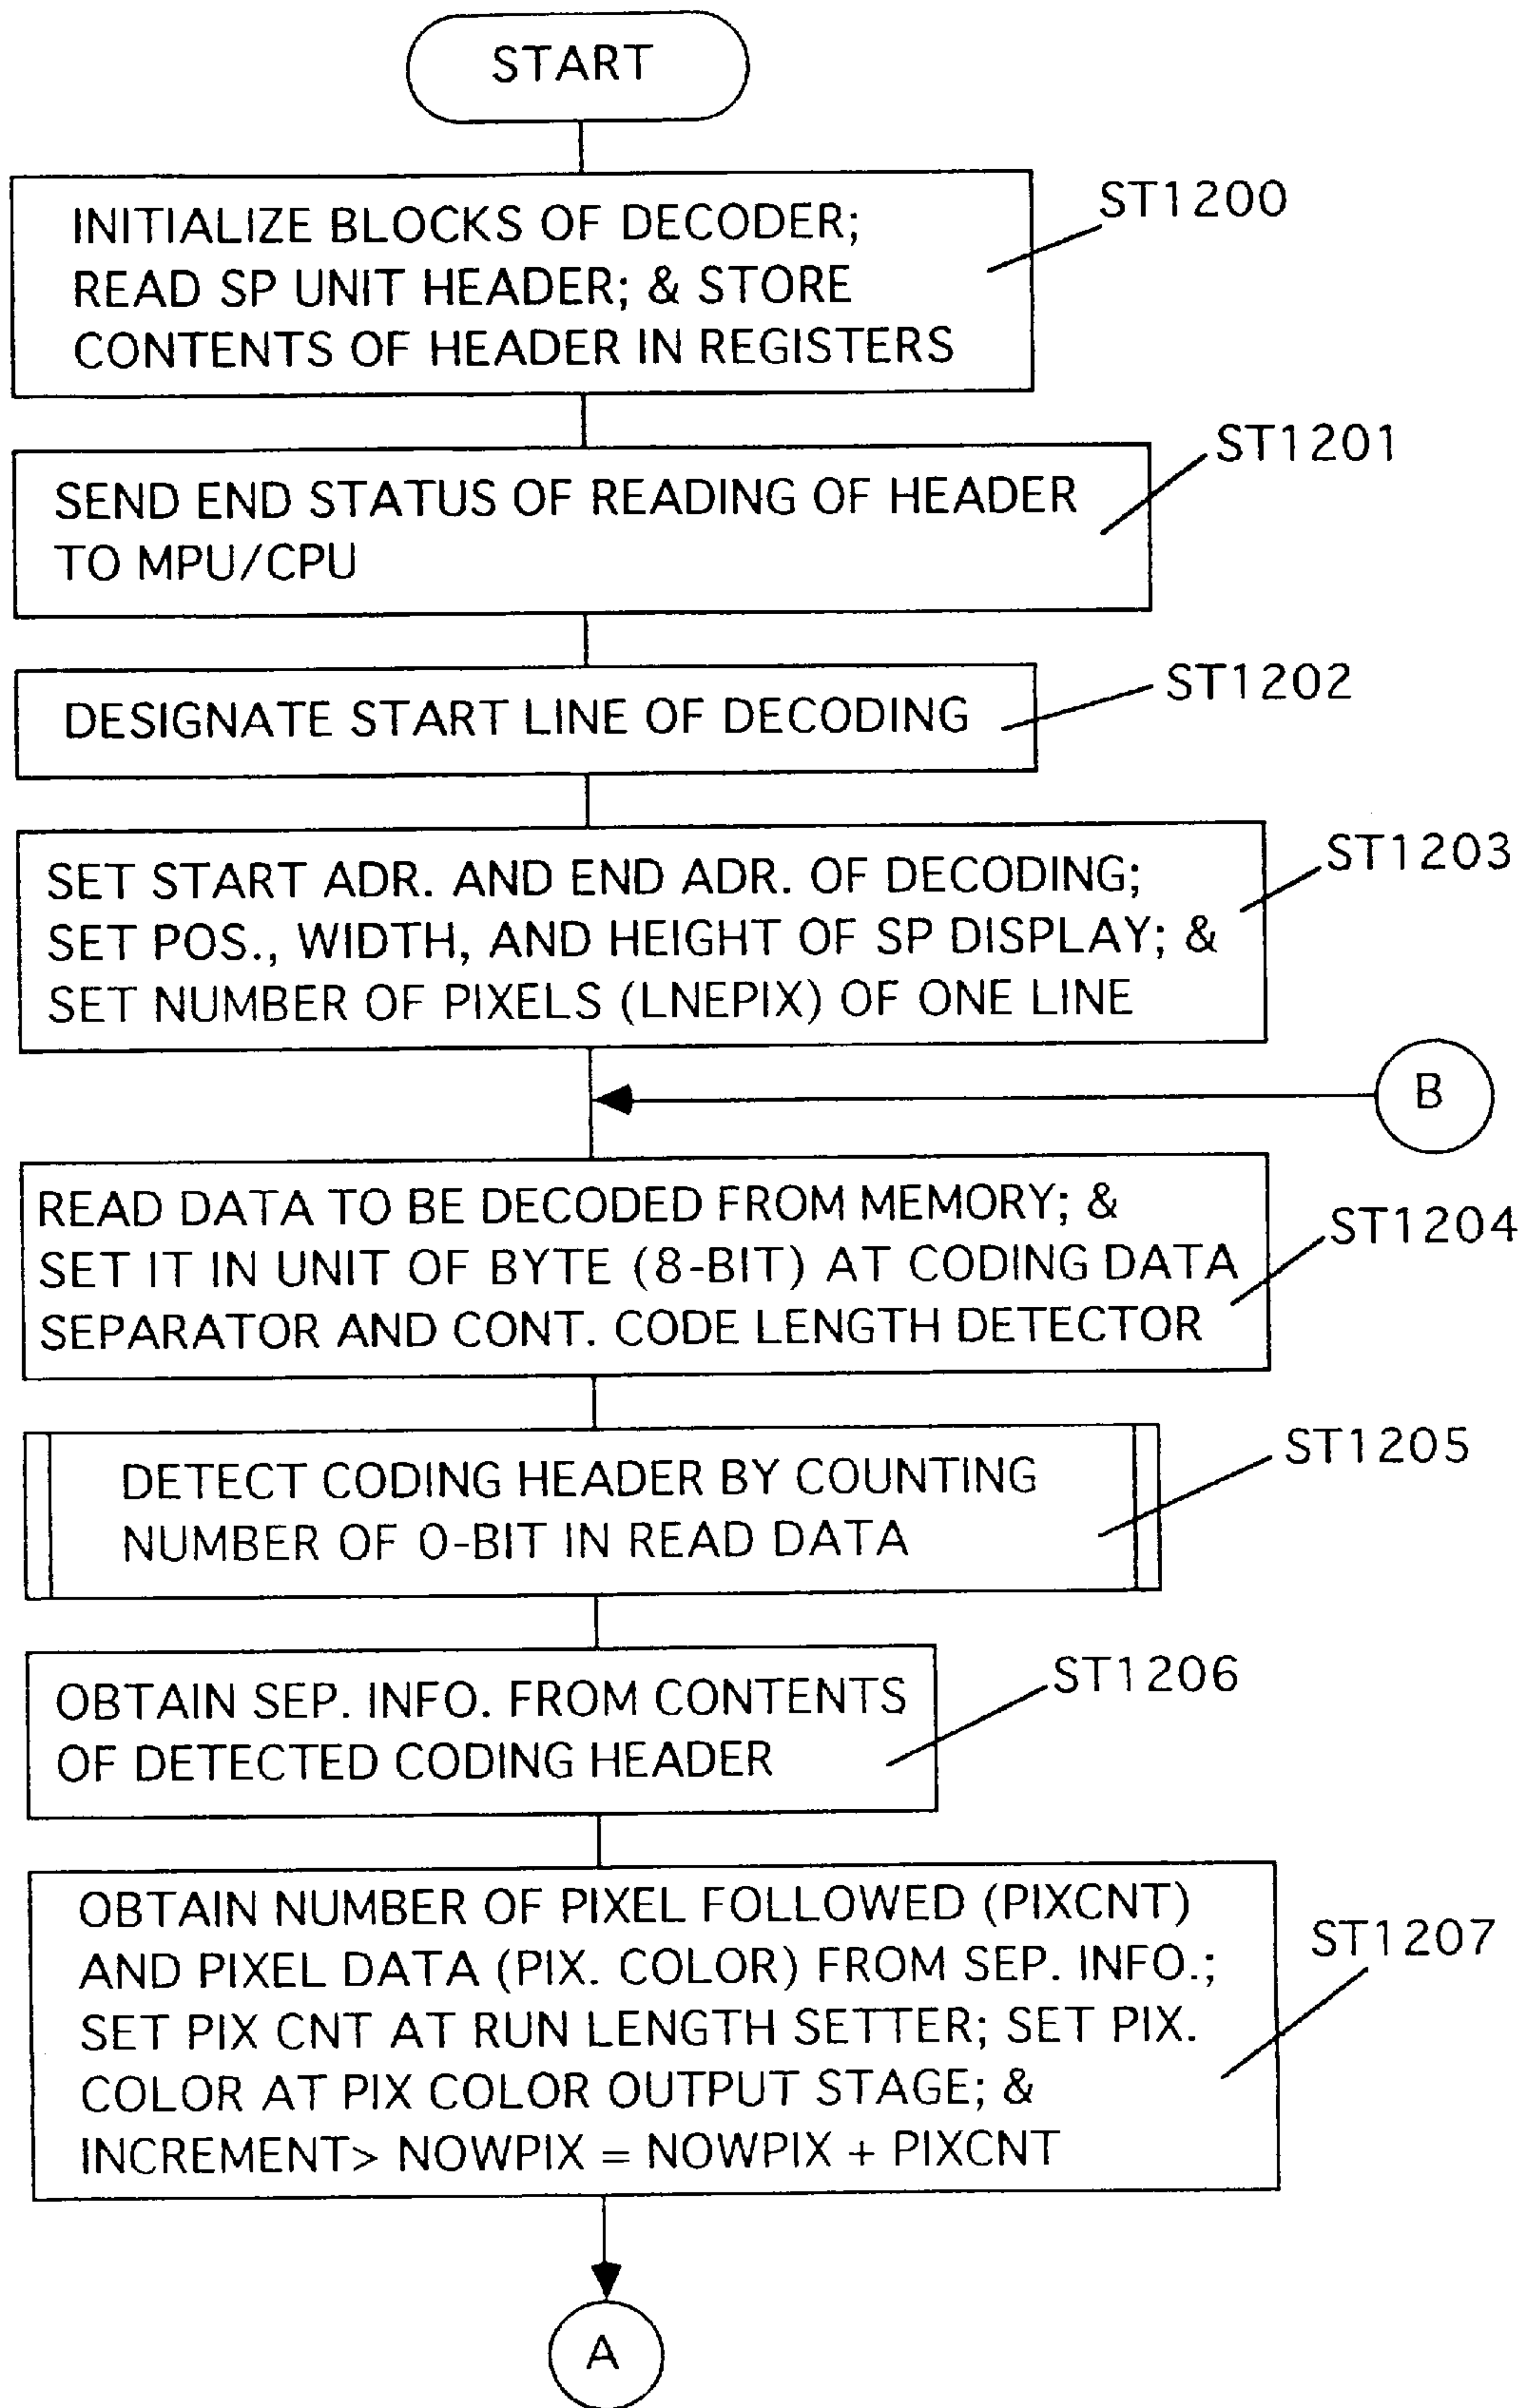 START
INITIALIZE BLOCKS OF DECODER;
READ SP UNIT HEADER; & STORE
CONTENTS OF HEADER IN REGISTERS
ST1200
SEND END STATUS OF READING OF HEADER
TO MPU/CPU
ST1201
DESIGNATE START LINE OF DECODING
ST1202
SET START ADR. AND END ADR. OF DECODING;
SET POS., WIDTH, AND HEIGHT OF SP DISPLAY; &
SET NUMBER OF PIXELS (LNEPIX) OF ONE LINE
ST1203
B
READ DATA TO BE DECODED FROM MEMORY; &
SET IT IN UNIT OF BYTE (8-BIT) AT CODING DATA
SEPARATOR AND CONT. CODE LENGTH DETECTOR
ST1204
DETECT CODING HEADER BY COUNTING
NUMBER OF 0-BIT IN READ DATA
ST1205
OBTAIN SEP. INFO. FROM CONTENTS
OF DETECTED CODING HEADER
ST1206
OBTAIN NUMBER OF PIXEL FOLLOWED (PIXCNT)
AND PIXEL DATA (PIX. COLOR) FROM SEP. INFO.;
SET PIX CNT AT RUN LENGTH SETTER; SET PIX.
COLOR AT PIX COLOR OUTPUT STAGE; &
INCREMENT> NOWPIX = NOWPIX + PIXCNT
ST1207
A